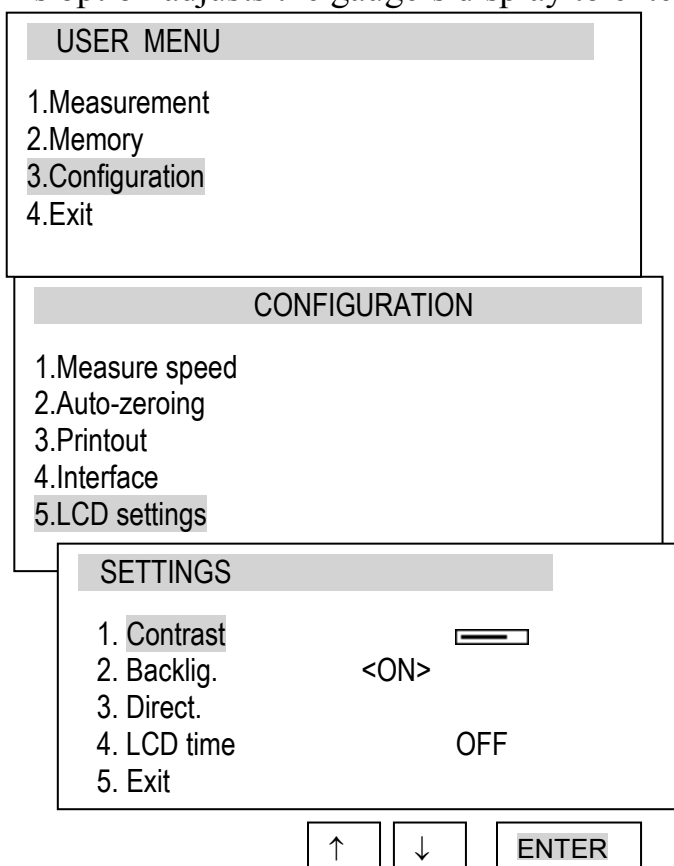 USER MENU
1.Measurement
2.Memory
3.Configuration
4.Exit
CONFIGURATION
1.Measure speed
2.Auto-zeroing
3.Printout
4.Interface
5.LCD settings
SETTINGS
1. Contrast
2. Backlig. <ON>
3. Direct.
4. LCD time OFF
5. Exit
↑ ↓ ENTER